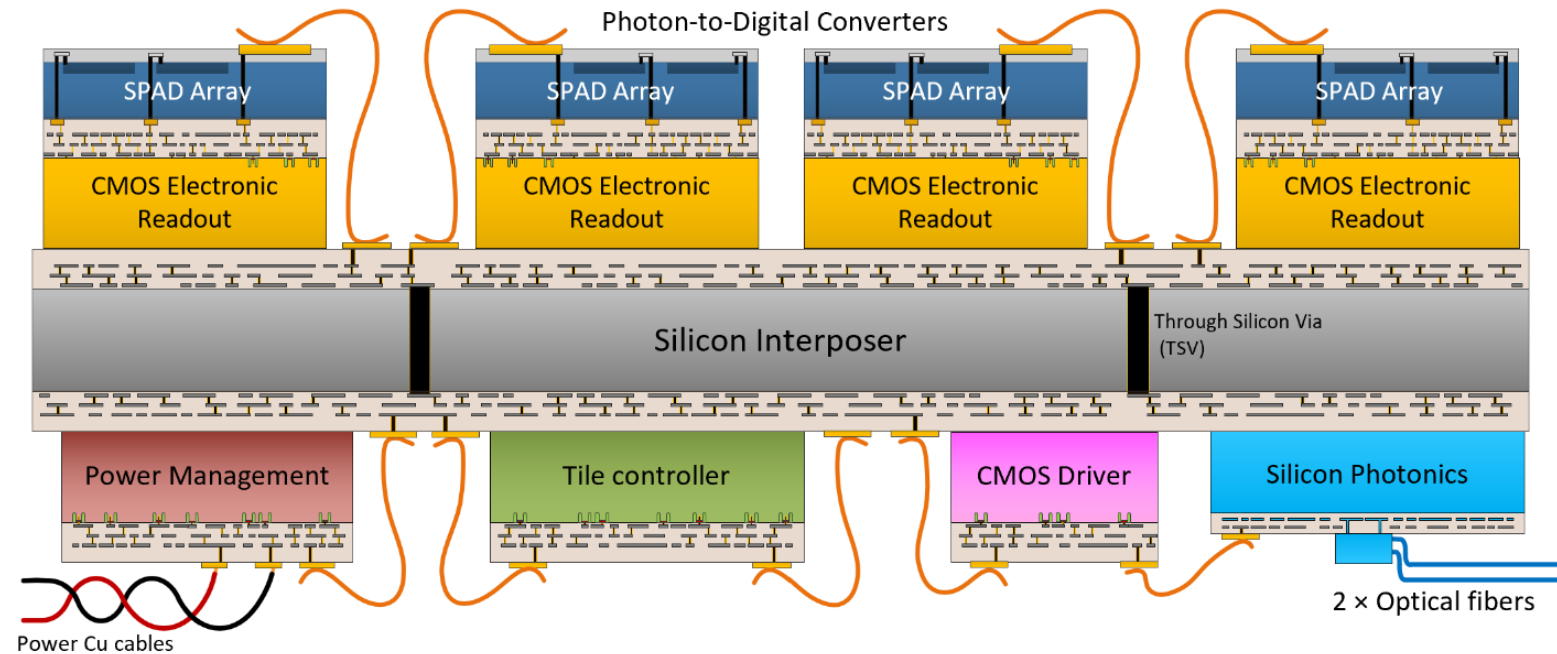 Photon-to-Digital Converters
SPAD Array
SPAD Array
SPAD Array
SPAD Array
CMOS Electronic
Readout
CMOS Electronic
Readout
CMOS Electronic
Readout
CMOS Electronic
Readout
Silicon Interposer
Through Silicon Via
(TSV)
Power Management
Tile controller
CMOS Driver
Silicon Photonics
2 × Optical fibers
Power Cu cables